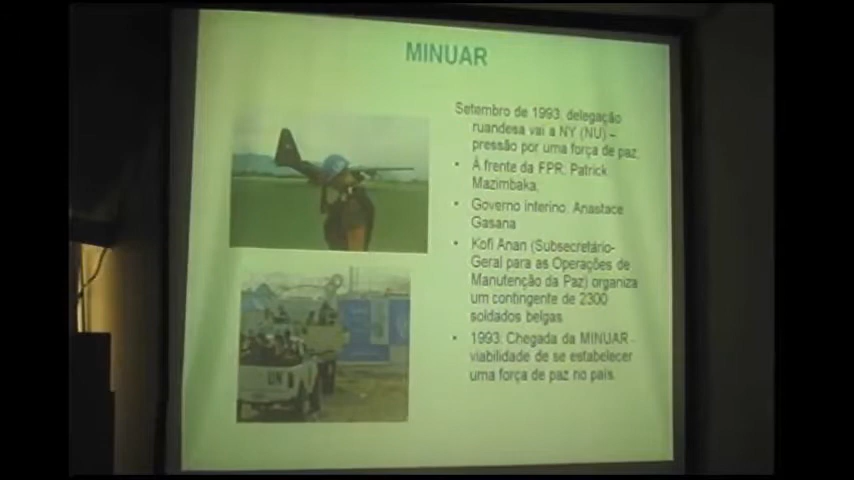 MINUAR
Setembro de 1993: delegação
ruandesa vai a NY (NU) –
pressão por uma força de paz.
• À frente da FPR: Patrick
Mazimbaka.
• Governo interino: Anastace
Gasana
• Kofi Anan (Subsecretário-
Geral para as Operações de
Manutenção da Paz) organiza
um contingente de 2300
soldados belgas.
• 1993: Chegada da MINUAR -
viabilidade de se estabelecer
uma força de paz no país.
UN